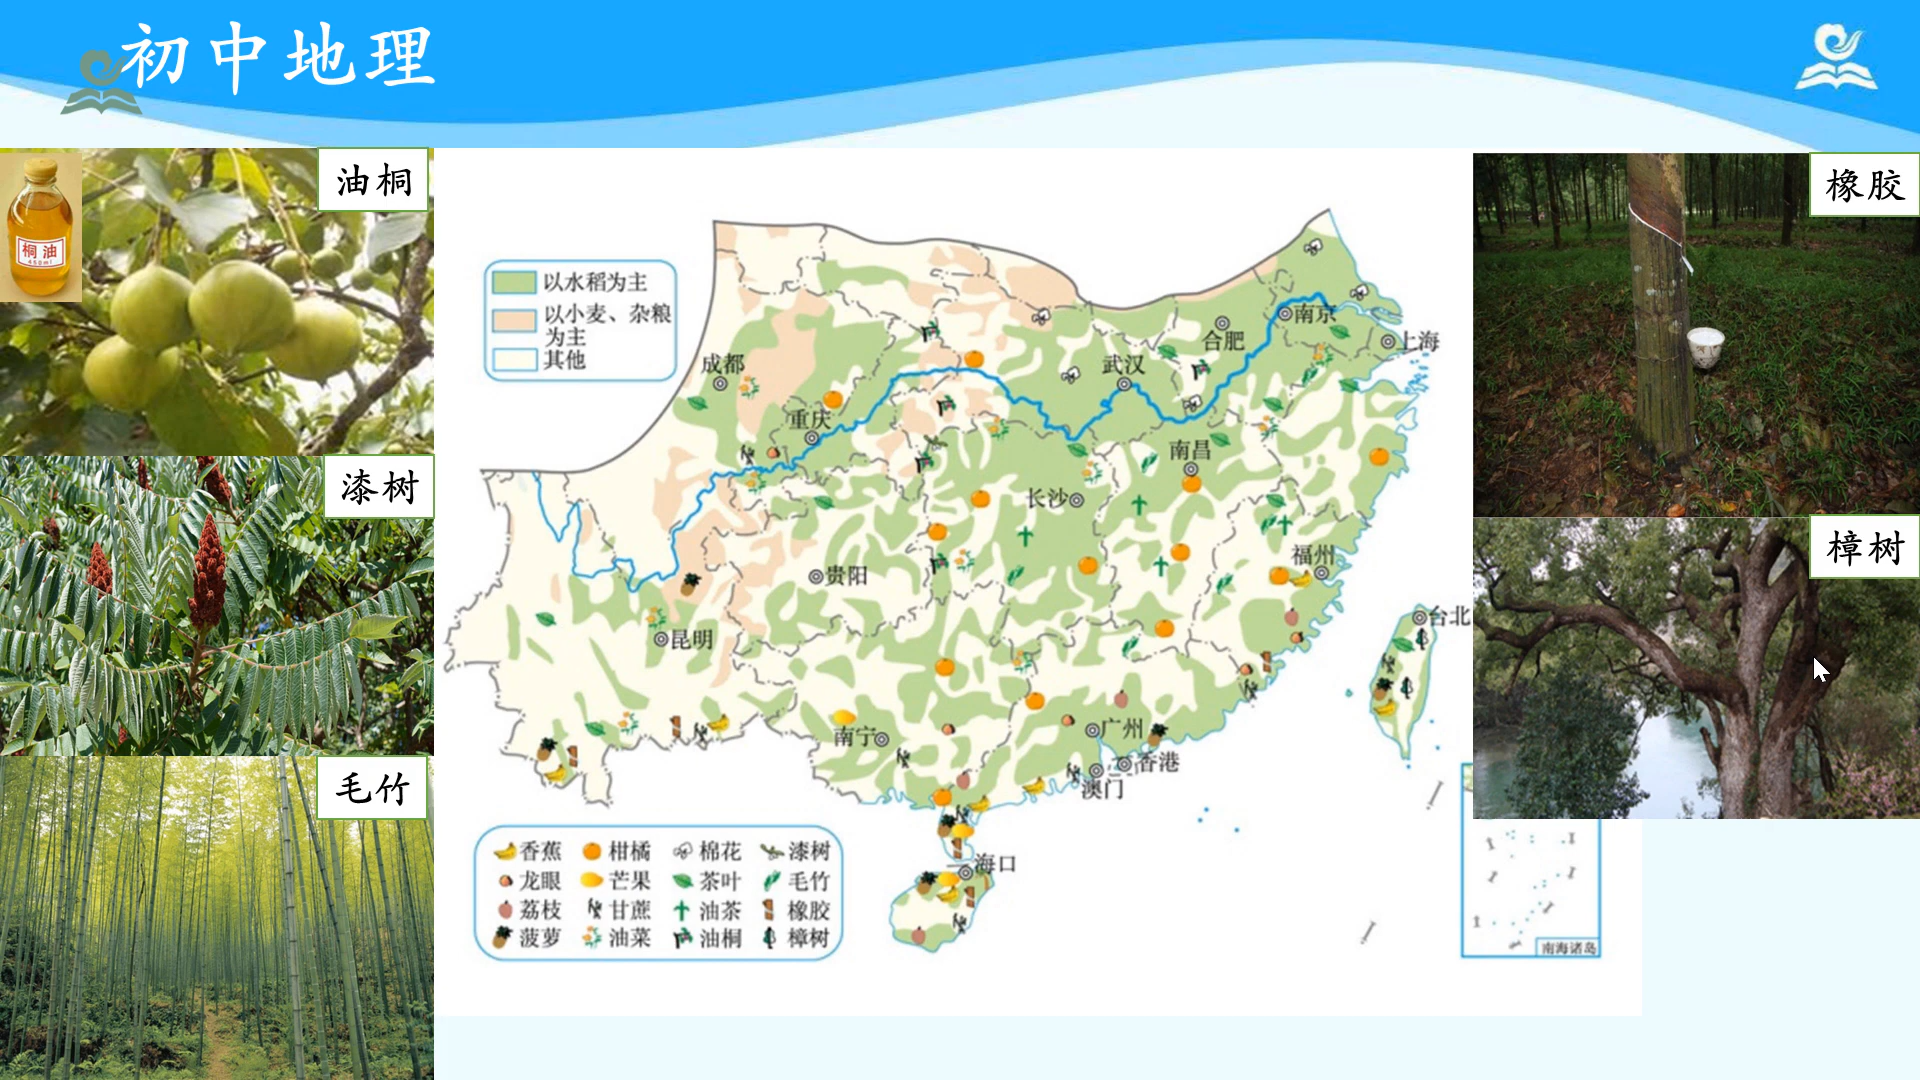 初中地理
油桐
桐油
450ml
漆树
毛竹
橡胶
樟树
以水稻为主
以小麦、杂粮
为主
其他
成都
重庆
武汉
合肥
南京
上海
南昌
长沙
贵阳
福州
昆明
台北
南宁
广州
香港
澳门
海口
香蕉 柑橘 棉花 漆树
龙眼 芒果 茶叶 毛竹
荔枝 甘蔗 油茶 橡胶
菠萝 油菜 油桐 樟树
南海诸岛